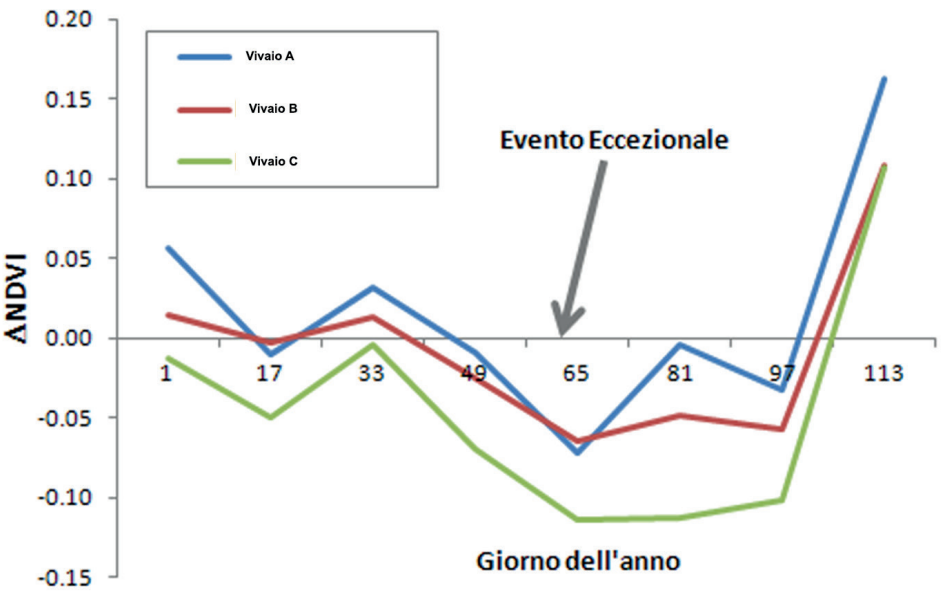 0.20
0.15
0.10
0.05
0.00
-0.05
-0.10
-0.15
ΔNDVI
Vivaio A
Vivaio B
Vivaio C
Evento Eccezionale
1 17 33 49 65 81 97 113
Giorno dell'anno